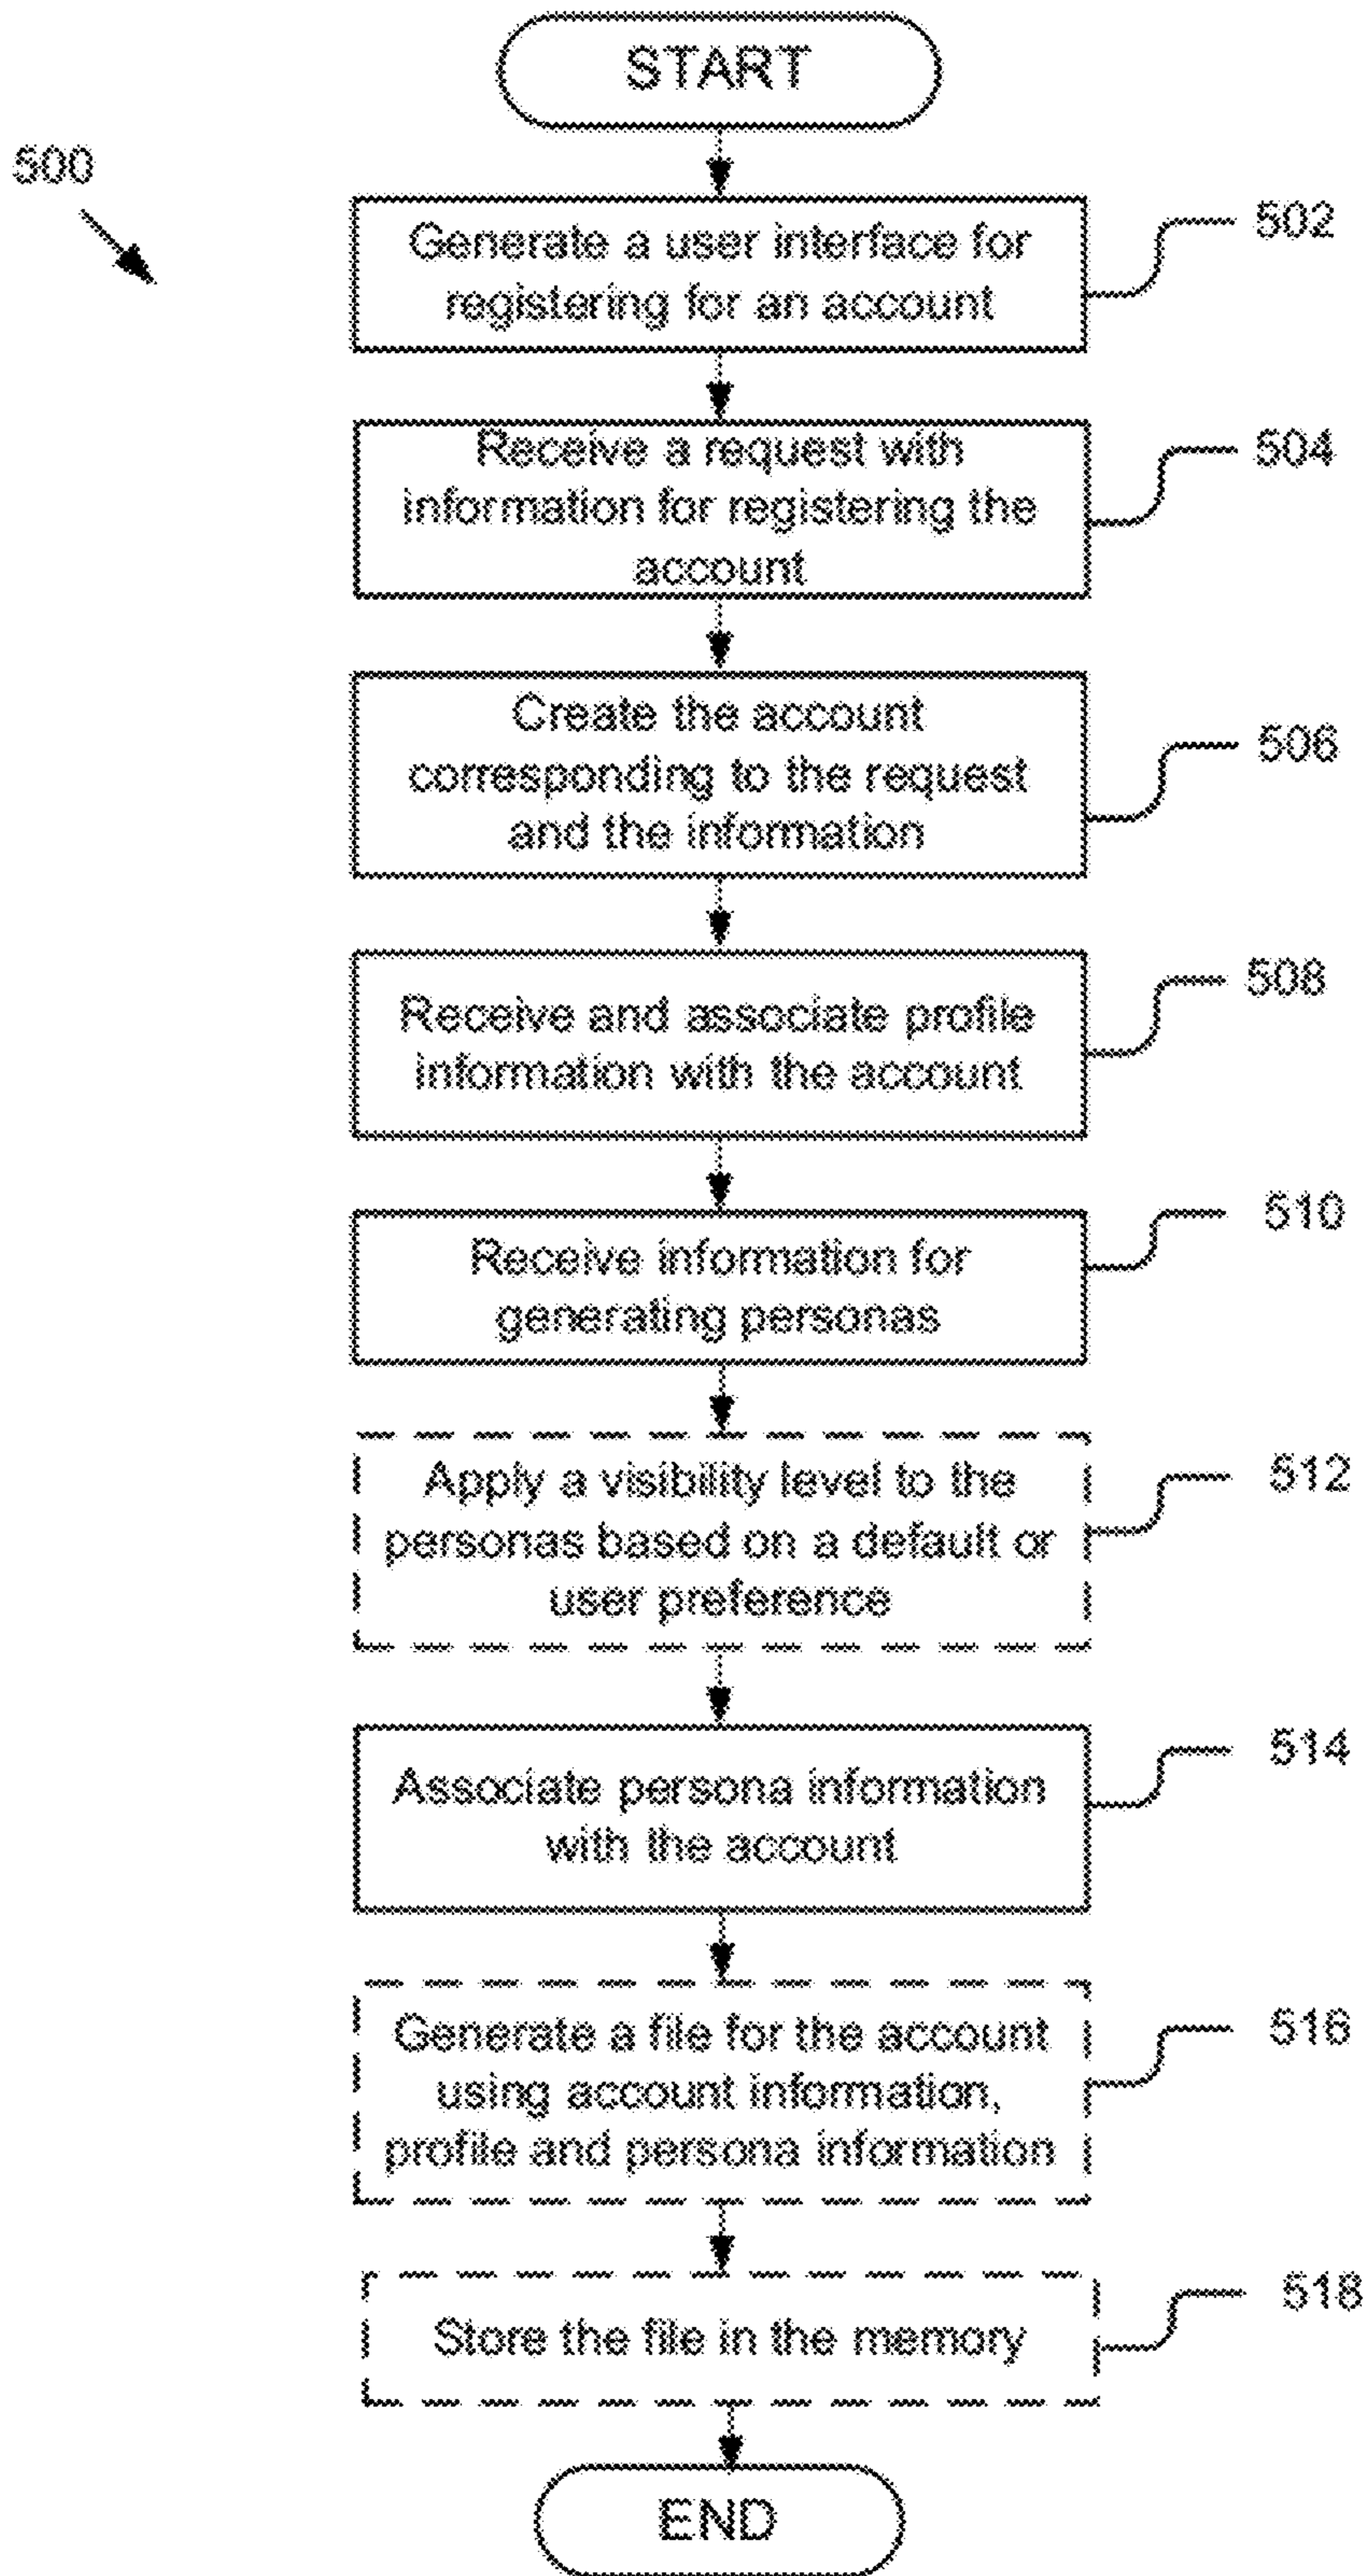 START
500
Generate a user interface for
registering for an account
502
Receive a request with
information for registering the
account
504
Create the account
corresponding to the request
and the information
506
Receive and associate profile
information with the account
508
Receive information for
generating personas
510
Apply a visibility level to the
personas based on a default or
user preference
512
Associate persona information
with the account
514
Generate a file for the account
using account information,
profile and persona information
516
Store the file in the memory
518
END